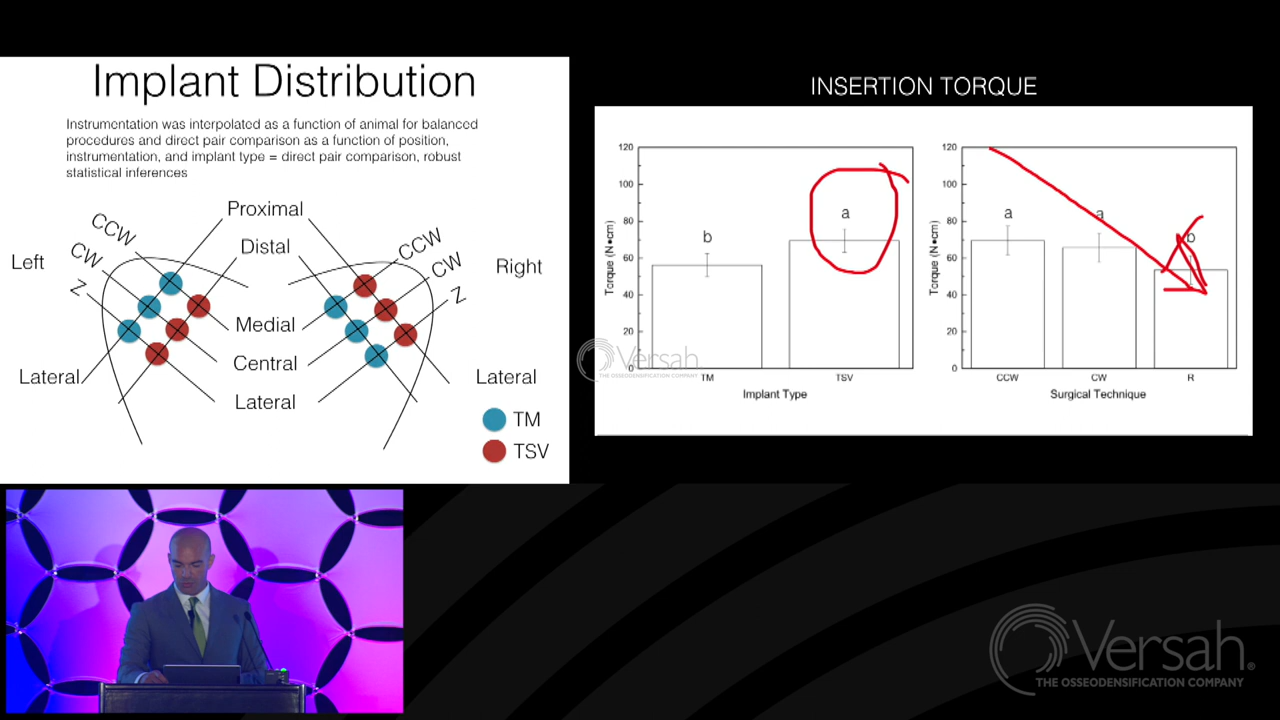 Implant Distribution
Instrumentation was interpolated as a function of animal for balanced
procedures and direct pair comparison as a function of position,
instrumentation, and implant type = direct pair comparison, robust
statistical inferences
Proximal
CCW
CCW
Distal
CW
CW
Left
Right
Z
Z
Medial
Central
Lateral
Lateral
Lateral
TM
TSV
INSERTION TORQUE
120
100
80
60
40
20
0
Torque (N•cm)
b
a
TM
TSV
Implant Type
120
100
80
60
40
20
0
Torque (N•cm)
a
a
b
CCW
CW
R
Surgical Technique
Versah
THE OSSEODENSIFICATION COMPANY
Versah®
THE OSSEODENSIFICATION COMPANY